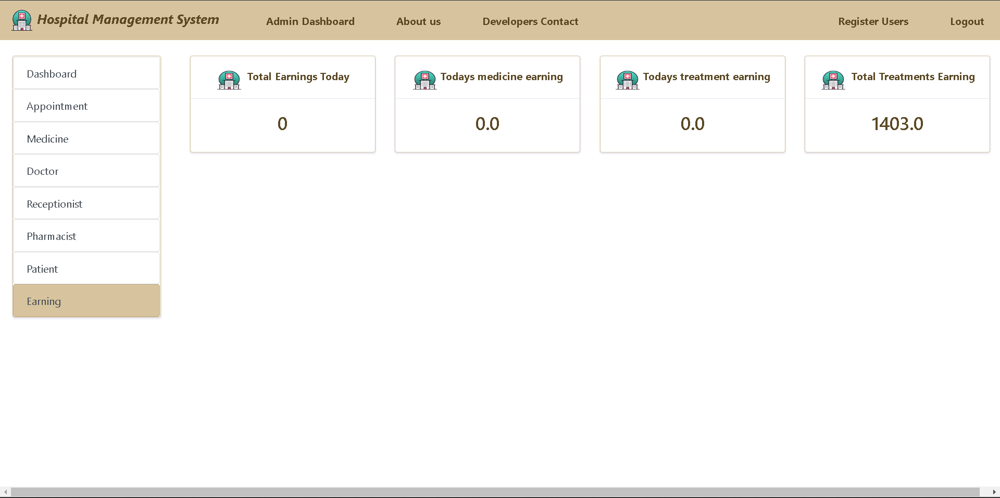 Hospital Management System
Admin Dashboard
About us
Developers Contact
Register Users
Logout
Dashboard
Appointment
Medicine
Doctor
Receptionist
Pharmacist
Patient
Earning
Total Earnings Today
0
Todays medicine earning
0.0
Todays treatment earning
0.0
Total Treatments Earning
1403.0